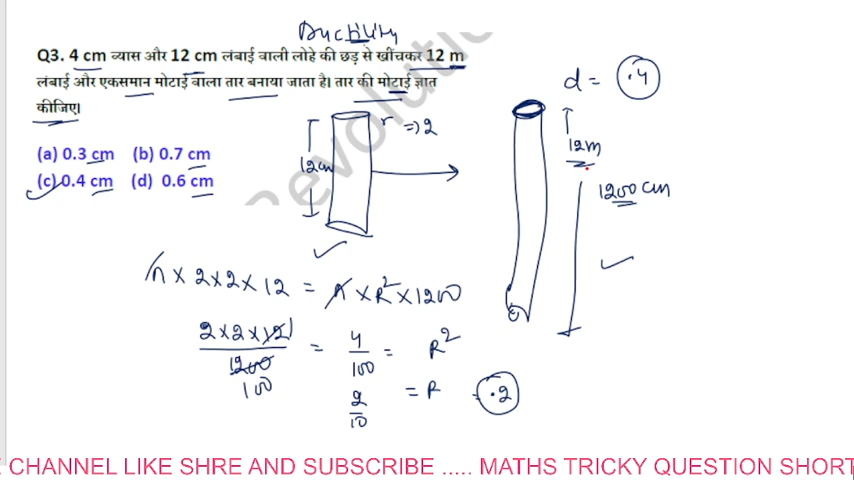 Ductility
Q3. 4 cm व्यास और 12 cm लंबाई वाली लोहे की छड़ से खींचकर 12 m
लंबाई और एकसमान मोटाई वाला तार बनाया जाता है। तार की मोटाई ज्ञात
कीजिए।
(a) 0.3 cm (b) 0.7 cm
(c) 0.4 cm (d) 0.6 cm
Revolution
r => 2
12cm
d = .4
12m
1200 cm
π × 2 × 2 × 12 = π × R² × 1200
2 × 2 × 12 / 1200 = 4/100 = R²
100
2/10 = R = .2
CHANNEL LIKE SHRE AND SUBSCRIBE ..... MATHS TRICKY QUESTION SHORT